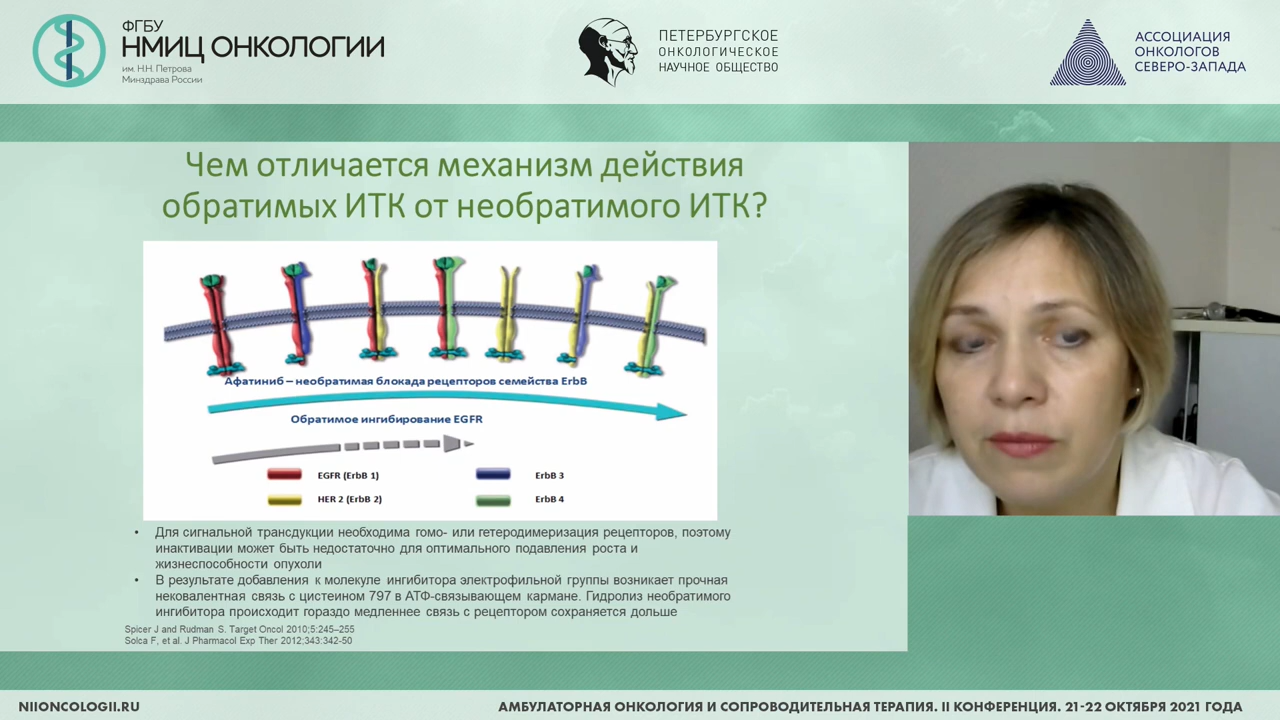 ФГБУ
НМИЦ ОНКОЛОГИИ
им. Н.Н. Петрова
Минздрава России
ПЕТЕРБУРГСКОЕ
ОНКОЛОГИЧЕСКОЕ
НАУЧНОЕ ОБЩЕСТВО
АССОЦИАЦИЯ
ОНКОЛОГОВ
СЕВЕРО-ЗАПАДА
Чем отличается механизм действия
обратимых ИТК от необратимого ИТК?
Афатиниб – необратимая блокада рецепторов семейства ErbB
Обратимое ингибирование EGFR
EGFR (ErbB 1)
ErbB 3
HER 2 (ErbB 2)
ErbB 4
• Для сигнальной трансдукции необходима гомо- или гетеродимеризация рецепторов, поэтому
инактивации может быть недостаточно для оптимального подавления роста и
жизнеспособности опухоли
• В результате добавления к молекуле ингибитора электрофильной группы возникает прочная
нековалентная связь с цистеином 797 в АТФ-связывающем кармане. Гидролиз необратимого
ингибитора происходит гораздо медленнее связь с рецептором сохраняется дольше
Spicer J and Rudman S. Target Oncol 2010;5:245–255
Solca F, et al. J Pharmacol Exp Ther 2012;343:342-50
NIIONCOLOGII.RU
АМБУЛАТОРНАЯ ОНКОЛОГИЯ И СОПРОВОДИТЕЛЬНАЯ ТЕРАПИЯ. II КОНФЕРЕНЦИЯ. 21-22 ОКТЯБРЯ 2021 ГОДА